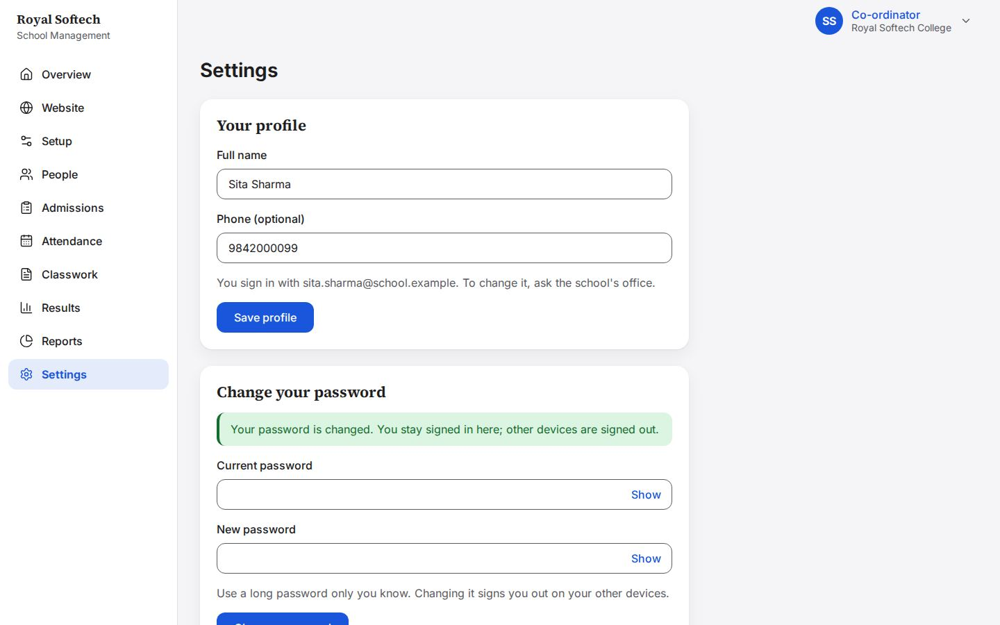 Royal Softech
School Management
SS
Co-ordinator
Royal Softech College
Overview
Website
Setup
People
Admissions
Attendance
Classwork
Results
Reports
Settings
Settings
Your profile
Full name
Sita Sharma
Phone (optional)
9842000099
You sign in with sita.sharma@school.example. To change it, ask the school's office.
Save profile
Change your password
Your password is changed. You stay signed in here; other devices are signed out.
Current password
Show
New password
Show
Use a long password only you know. Changing it signs you out on your other devices.